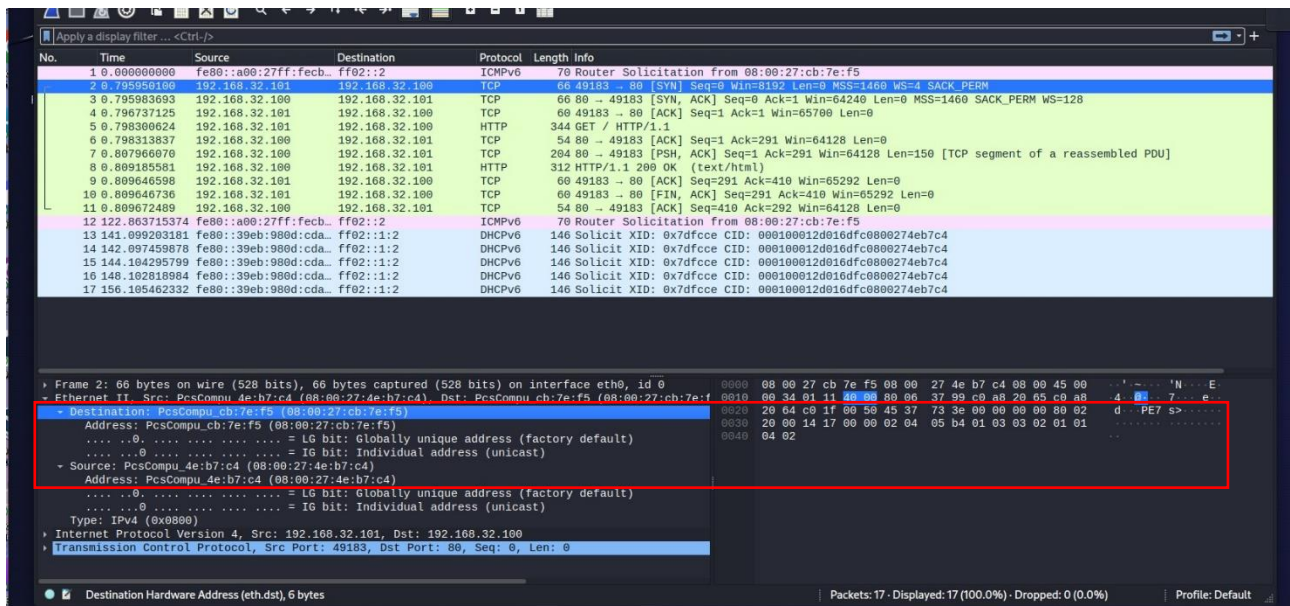 Apply a display filter ... <Ctrl-/>
No. Time Source Destination Protocol Length Info
1 0.000000000 fe80::a00:27ff:fecb… ff02::2 ICMPv6 70 Router Solicitation from 08:00:27:cb:7e:f5
2 0.795950100 192.168.32.101 192.168.32.100 TCP 66 49183 → 80 [SYN] Seq=0 Win=8192 Len=0 MSS=1460 WS=4 SACK_PERM
3 0.795983693 192.168.32.100 192.168.32.101 TCP 66 80 → 49183 [SYN, ACK] Seq=0 Ack=1 Win=64240 Len=0 MSS=1460 SACK_PERM WS=128
4 0.796737125 192.168.32.101 192.168.32.100 TCP 60 49183 → 80 [ACK] Seq=1 Ack=1 Win=65700 Len=0
5 0.798300624 192.168.32.101 192.168.32.100 HTTP 344 GET / HTTP/1.1
6 0.798313837 192.168.32.100 192.168.32.101 TCP 54 80 → 49183 [ACK] Seq=1 Ack=291 Win=64128 Len=0
7 0.807966070 192.168.32.100 192.168.32.101 TCP 204 80 → 49183 [PSH, ACK] Seq=1 Ack=291 Win=64128 Len=150 [TCP segment of a reassembled PDU]
8 0.809185581 192.168.32.100 192.168.32.101 HTTP 312 HTTP/1.1 200 OK (text/html)
9 0.809646598 192.168.32.101 192.168.32.100 TCP 60 49183 → 80 [ACK] Seq=291 Ack=410 Win=65292 Len=0
10 0.809646736 192.168.32.101 192.168.32.100 TCP 60 49183 → 80 [FIN, ACK] Seq=291 Ack=410 Win=65292 Len=0
11 0.809672489 192.168.32.100 192.168.32.101 TCP 54 80 → 49183 [ACK] Seq=410 Ack=292 Win=64128 Len=0
12 122.863715374 fe80::a00:27ff:fecb… ff02::2 ICMPv6 70 Router Solicitation from 08:00:27:cb:7e:f5
13 141.099203181 fe80::39eb:980d:cda… ff02::1:2 DHCPv6 146 Solicit XID: 0x7dfcce CID: 000100012d016dfc0800274eb7c4
14 142.097459878 fe80::39eb:980d:cda… ff02::1:2 DHCPv6 146 Solicit XID: 0x7dfcce CID: 000100012d016dfc0800274eb7c4
15 144.104295799 fe80::39eb:980d:cda… ff02::1:2 DHCPv6 146 Solicit XID: 0x7dfcce CID: 000100012d016dfc0800274eb7c4
16 148.102818984 fe80::39eb:980d:cda… ff02::1:2 DHCPv6 146 Solicit XID: 0x7dfcce CID: 000100012d016dfc0800274eb7c4
17 156.105462332 fe80::39eb:980d:cda… ff02::1:2 DHCPv6 146 Solicit XID: 0x7dfcce CID: 000100012d016dfc0800274eb7c4
Frame 2: 66 bytes on wire (528 bits), 66 bytes captured (528 bits) on interface eth0, id 0
Ethernet II, Src: PcsCompu_4e:b7:c4 (08:00:27:4e:b7:c4), Dst: PcsCompu_cb:7e:f5 (08:00:27:cb:7e:f
Destination: PcsCompu_cb:7e:f5 (08:00:27:cb:7e:f5)
Address: PcsCompu_cb:7e:f5 (08:00:27:cb:7e:f5)
.... ..0. .... .... .... .... = LG bit: Globally unique address (factory default)
.... ...0 .... .... .... .... = IG bit: Individual address (unicast)
Source: PcsCompu_4e:b7:c4 (08:00:27:4e:b7:c4)
Address: PcsCompu_4e:b7:c4 (08:00:27:4e:b7:c4)
.... ..0. .... .... .... .... = LG bit: Globally unique address (factory default)
.... ...0 .... .... .... .... = IG bit: Individual address (unicast)
Type: IPv4 (0x0800)
Internet Protocol Version 4, Src: 192.168.32.101, Dst: 192.168.32.100
Transmission Control Protocol, Src Port: 49183, Dst Port: 80, Seq: 0, Len: 0
0000 08 00 27 cb 7e f5 08 00 27 4e b7 c4 08 00 45 00 ··'·~··· 'N····E·
0010 00 34 01 11 40 00 80 06 37 99 c0 a8 20 65 c0 a8 ·4··@··· 7··· e··
0020 20 64 c0 1f 00 50 45 37 73 3e 00 00 00 00 80 02 d···PE7 s>······
0030 20 00 14 17 00 00 02 04 05 b4 01 03 03 02 01 01 ······· ········
0040 04 02 ··
Destination Hardware Address (eth.dst), 6 bytes
Packets: 17 · Displayed: 17 (100.0%) · Dropped: 0 (0.0%)
Profile: Default